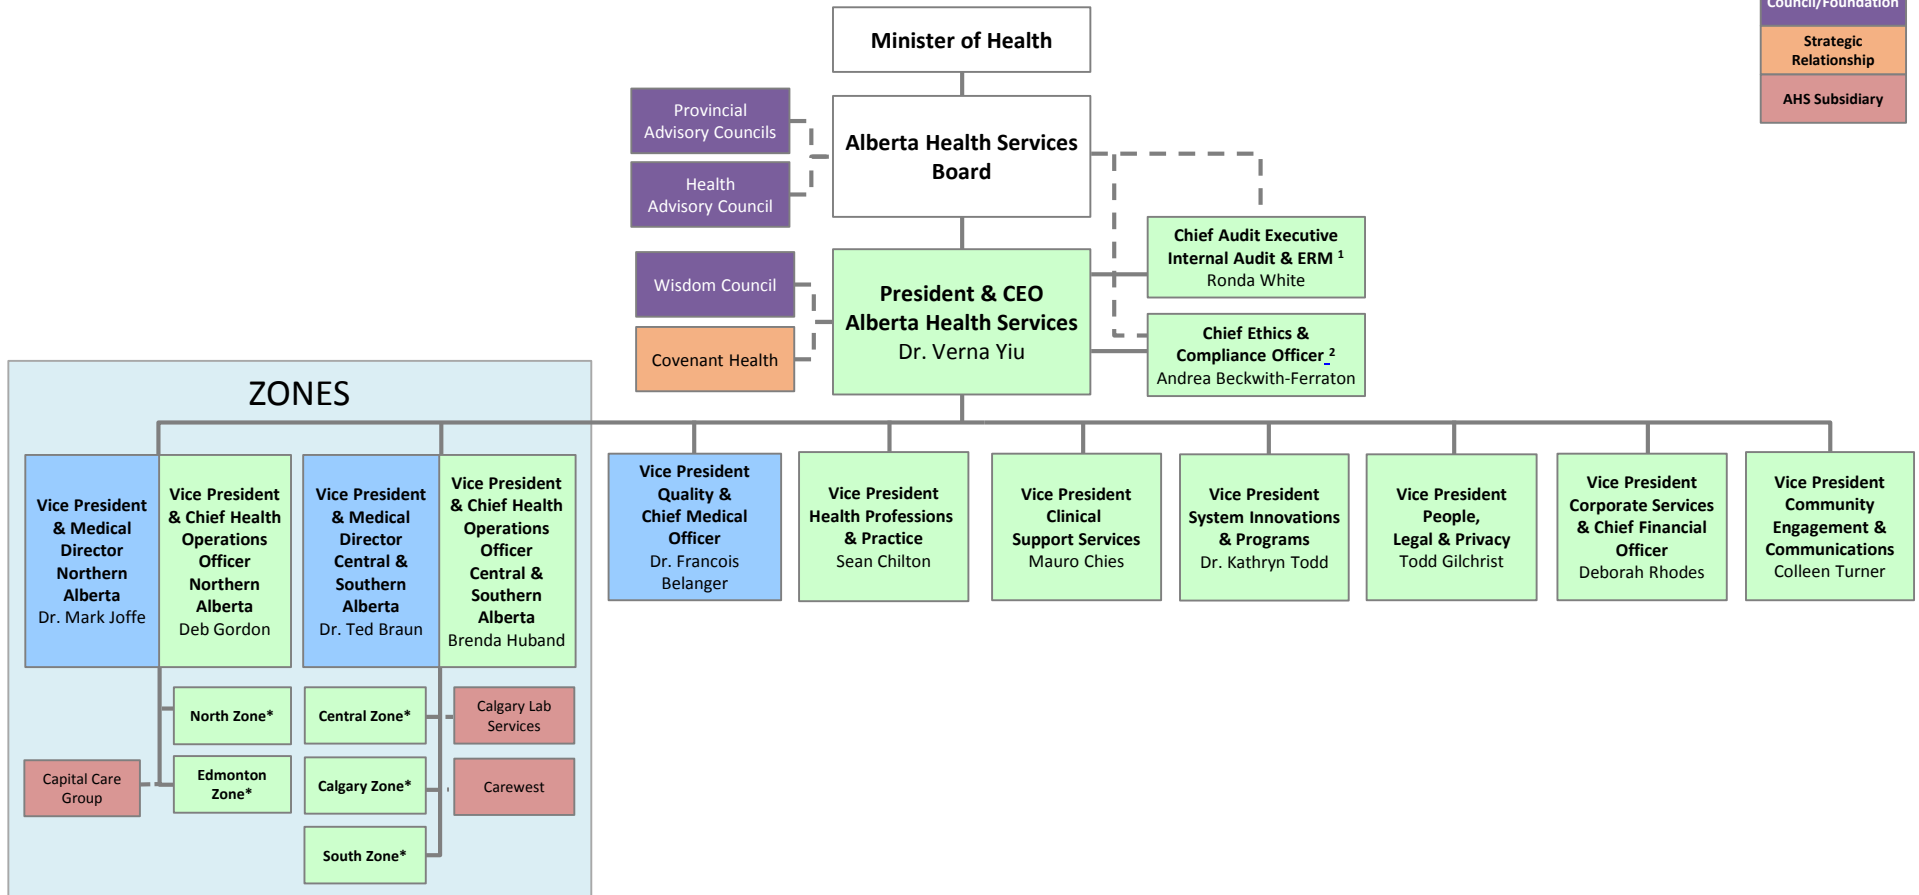 Council/Foundation
Strategic
Relationship
AHS Subsidiary
Minister of Health
Provincial
Advisory Councils
Health
Advisory Council
Alberta Health Services
Board
Chief Audit Executive
Internal Audit & ERM 1
Ronda White
Wisdom Council
Covenant Health
President & CEO
Alberta Health Services
Dr. Verna Yiu
Chief Ethics &
Compliance Officer 2
Andrea Beckwith-Ferraton
ZONES
Vice President
& Medical
Director
Northern
Alberta
Dr. Mark Joffe
Vice President
& Chief Health
Operations
Officer
Northern
Alberta
Deb Gordon
Vice President
& Medical
Director
Central &
Southern
Alberta
Dr. Ted Braun
Vice President
& Chief Health
Operations
Officer
Central &
Southern
Alberta
Brenda Huband
Vice President
Quality &
Chief Medical
Officer
Dr. Francois
Belanger
Vice President
Health Professions
& Practice
Sean Chilton
Vice President
Clinical
Support Services
Mauro Chies
Vice President
System Innovations
& Programs
Dr. Kathryn Todd
Vice President
People,
Legal & Privacy
Todd Gilchrist
Vice President
Corporate Services
& Chief Financial
Officer
Deborah Rhodes
Vice President
Community
Engagement &
Communications
Colleen Turner
North Zone*
Central Zone*
Calgary Lab
Services
Capital Care
Group
Edmonton
Zone*
Calgary Zone*
Carewest
South Zone*